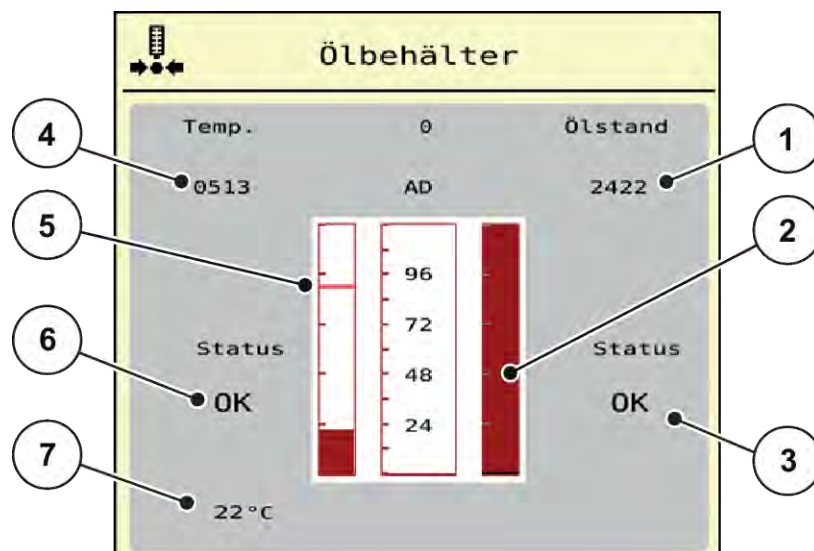 Ölbehälter
Temp. 0 Ölstand
4 1
0513 AD 2422
5 2
96
72
6 Status Status
48
OK OK
24
7 3
22°C